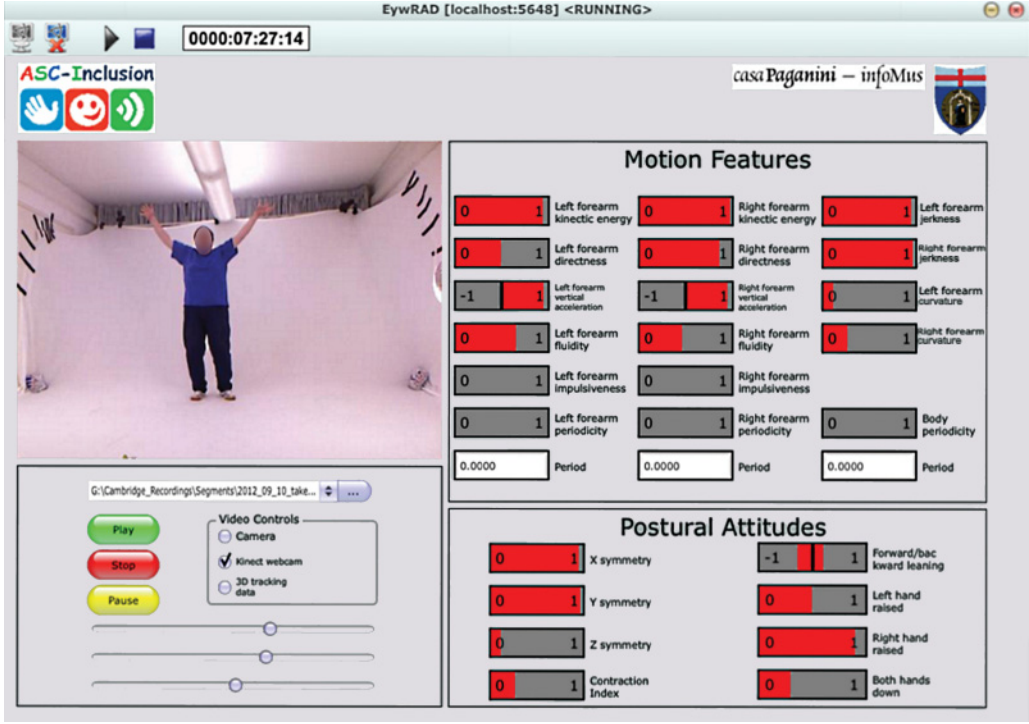 EywRAD [localhost:5648] <RUNNING>
0000:07:27:14
ASC-Inclusion
casa Paganini – infoMus
Motion Features
0 1 Left forearm
kinectic energy
0 1 Right forearm
kinectic energy
0 1 Left forearm
jerkness
0 1 Left forearm
directness
0 1 Right forearm
directness
0 1 Right forearm
jerkness
-1 1 Left forearm
vertical
acceleration
-1 1 Right forearm
vertical
acceleration
0 1 Left forearm
curvature
0 1 Left forearm
fluidity
0 1 Right forearm
fluidity
0 1 Right forearm
curvature
0 1 Left forearm
impulsiveness
0 1 Right forearm
impulsiveness
0 1 Left forearm
periodicity
0 1 Right forearm
periodicity
0 1 Body
periodicity
0.0000 Period
0.0000 Period
0.0000 Period
G:\Cambridge_Recordings\Segments\2012_09_10_take... ...
Play
Stop
Pause
Video Controls
Camera
Kinect webcam
3D tracking
data
Postural Attitudes
0 1 X symmetry
-1 1 Forward/bac
kward leaning
0 1 Y symmetry
0 1 Left hand
raised
0 1 Z symmetry
0 1 Right hand
raised
0 1 Contraction
Index
0 1 Both hands
down